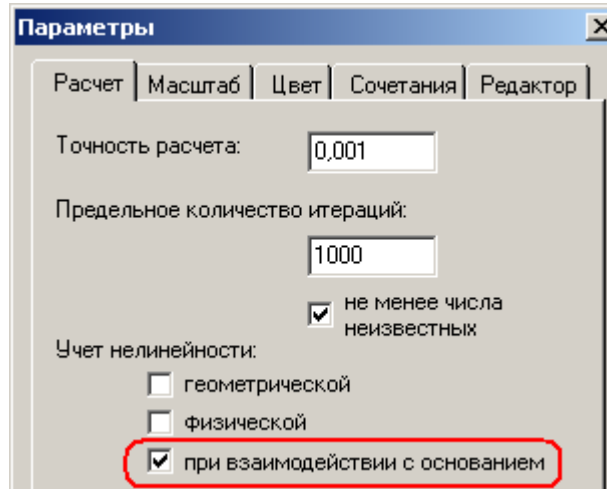 Параметры
Расчет Масштаб Цвет Сочетания Редактор
Точность расчета:
0,001
Предельное количество итераций:
1000
не менее числа
неизвестных
Учет нелинейности:
геометрической
физической
при взаимодействии с основанием